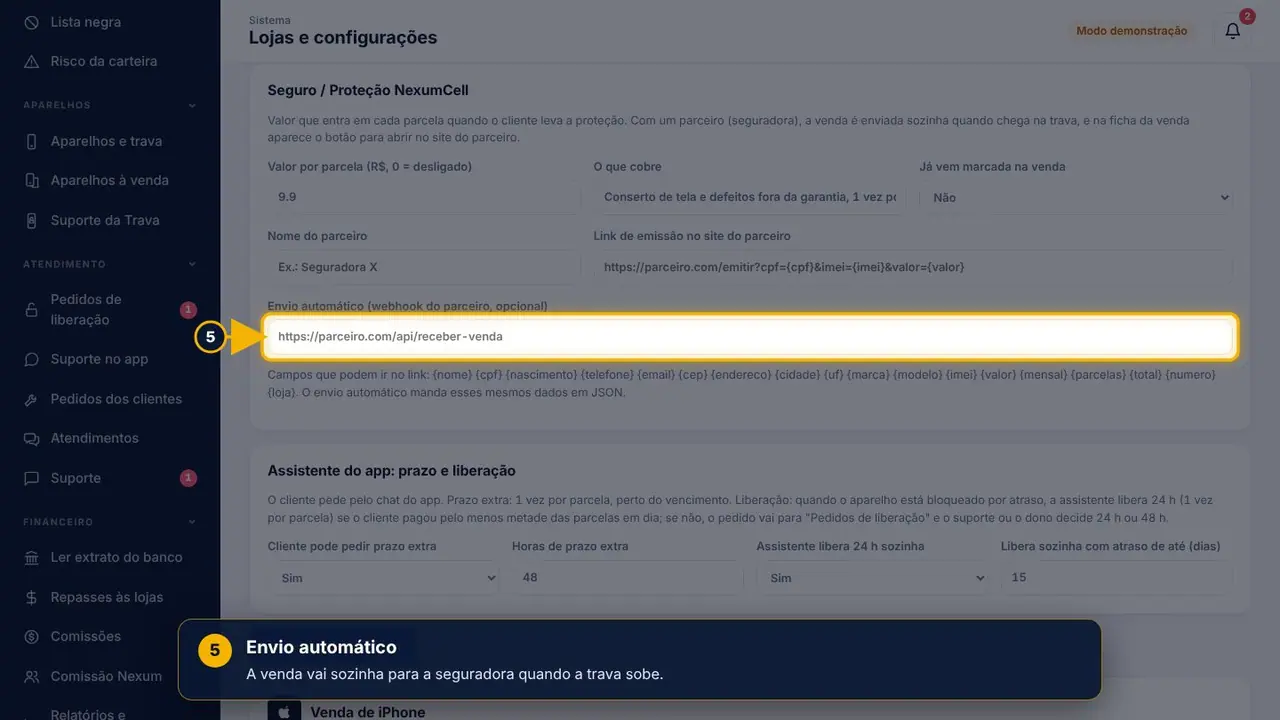 Lista negra
Risco da carteira
APARELHOS
Aparelhos e trava
Aparelhos à venda
Suporte da Trava
ATENDIMENTO
Pedidos de
liberação
1
Suporte no app
Pedidos dos clientes
Atendimentos
Suporte
1
FINANCEIRO
Ler extrato do banco
Repasses às lojas
Comissões
Comissão Nexum
Relatórios e
Sistema
Lojas e configurações
Modo demonstração
2
Seguro / Proteção NexumCell
Valor que entra em cada parcela quando o cliente leva a proteção. Com um parceiro (seguradora), a venda é enviada sozinha quando chega na trava, e na ficha da venda
aparece o botão para abrir no site do parceiro.
Valor por parcela (R$, 0 = desligado)
O que cobre
Já vem marcada na venda
9.9
Conserto de tela e defeitos fora da garantia, 1 vez po
Não
Nome do parceiro
Link de emissão no site do parceiro
Ex.: Seguradora X
https://parceiro.com/emitir?cpf={cpf}&imei={imei}&valor={valor}
Envio automático (webhook do parceiro, opcional)
5
https://parceiro.com/api/receber-venda
Campos que podem ir no link: {nome} {cpf} {nascimento} {telefone} {email} {cep} {endereco} {cidade} {uf} {marca} {modelo} {imei} {valor} {mensal} {parcelas} {total} {numero}
{loja}. O envio automático manda esses mesmos dados em JSON.
Assistente do app: prazo e liberação
O cliente pede pelo chat do app. Prazo extra: 1 vez por parcela, perto do vencimento. Liberação: quando o aparelho está bloqueado por atraso, a assistente libera 24 h (1 vez
por parcela) se o cliente pagou pelo menos metade das parcelas em dia; se não, o pedido vai para "Pedidos de liberação" e o suporte ou o dono decide 24 h ou 48 h.
Cliente pode pedir prazo extra
Horas de prazo extra
Assistente libera 24 h sozinha
Libera sozinha com atraso de até (dias)
Sim
48
Sim
15
5
Envio automático
A venda vai sozinha para a seguradora quando a trava sobe.
Venda de iPhone